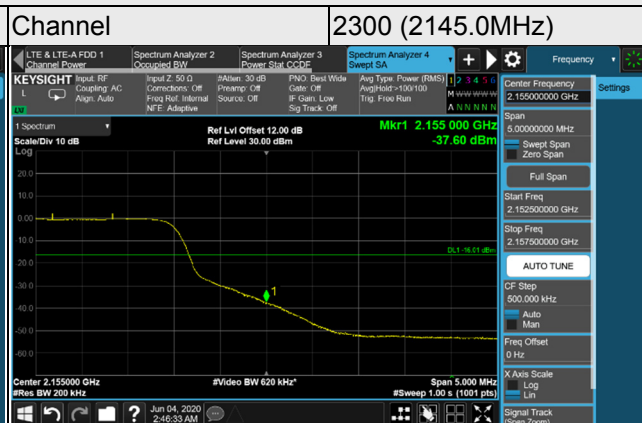 Channel 2300 (2145.0MHz)
LTE & LTE-A FDD 1 Channel Power
Spectrum Analyzer 2 Occupied BW
Spectrum Analyzer 3 Power Stat CCDF
Spectrum Analyzer 4 Swept SA
Frequency
KEYSIGHT
L
Input: RF
Coupling: AC
Align: Auto
Input Z: 50 Ω
Corrections: Off
Freq Ref: Internal
NFE: Adaptive
#Atten: 30 dB
Preamp: Off
Source: Off
PNO: Best Wide
Gate: Off
IF Gain: Low
Sig Track: Off
Avg Type: Power (RMS)
Avg|Hold:>100/100
Trig: Free Run
1 2 3 4 5 6
M W W W W W
A N N N N N
1 Spectrum
Scale/Div 10 dB
Log
Ref Lvl Offset 12.00 dB
Ref Level 30.00 dBm
Mkr1 2.155 000 GHz
-37.60 dBm
20.0
10.0
0.00
-10.0
-20.0
-30.0
-40.0
-50.0
-60.0
DL1 -16.01 dBm
1
Center 2.155000 GHz
#Res BW 200 kHz
#Video BW 620 kHz*
Span 5.000 MHz
#Sweep 1.00 s (1001 pts)
Jun 04, 2020
2:46:33 AM
?
Center Frequency
2.155000000 GHz
Settings
Span
5.00000000 MHz
Swept Span
Zero Span
Full Span
Start Freq
2.152500000 GHz
Stop Freq
2.157500000 GHz
AUTO TUNE
CF Step
500.000 kHz
Auto
Man
Freq Offset
0 Hz
X Axis Scale
Log
Lin
Signal Track
(Span Zoom)